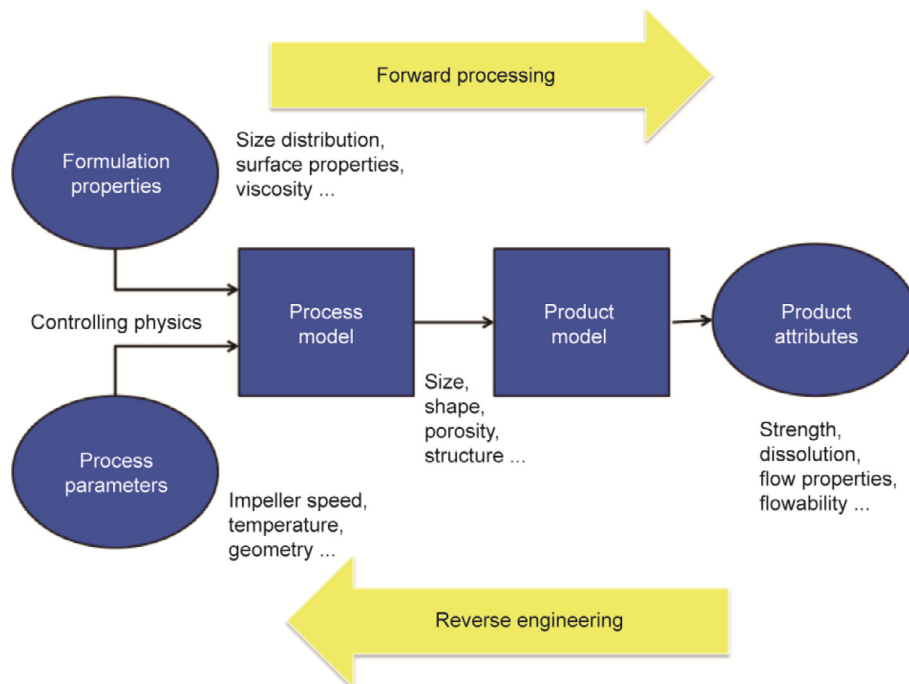 Forward processing
Formulation
properties
Size distribution,
surface properties,
viscosity ...
Controlling physics
Process
model
Product
model
Product
attributes
Size,
shape,
porosity,
structure ...
Process
parameters
Impeller speed,
temperature,
geometry ...
Strength,
dissolution,
flow properties,
flowability ...
Reverse engineering